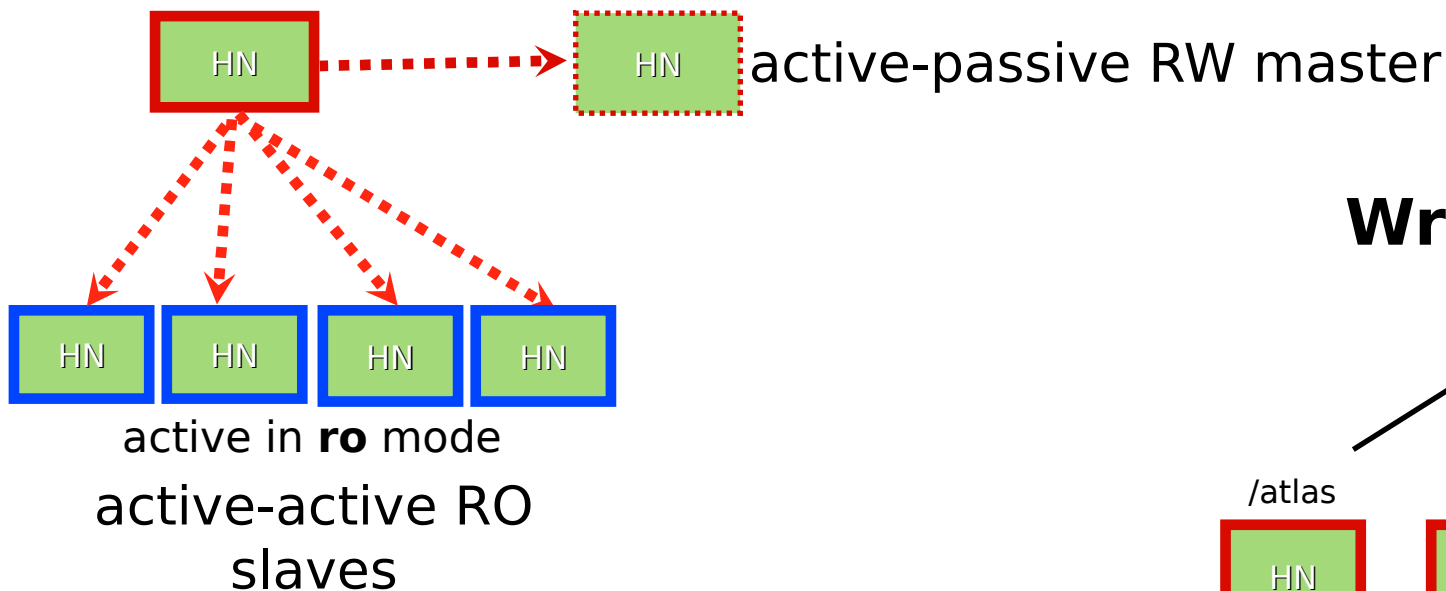 HN
HN
active-passive RW master
Wr
HN
HN
HN
HN
active in ro mode
active-active RO
slaves
/atlas
HN